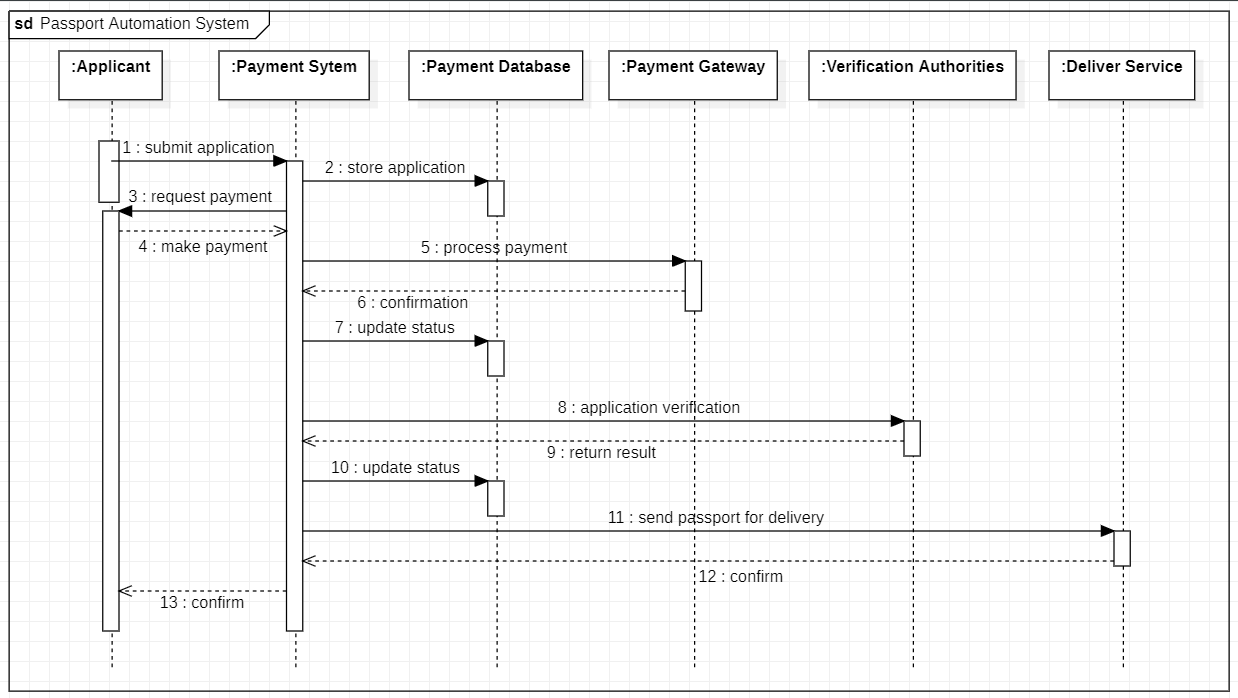 sd Passport Automation System
:Applicant
:Payment Sytem
:Payment Database
:Payment Gateway
:Verification Authorities
:Deliver Service
1 : submit application
2 : store application
3 : request payment
4 : make payment
5 : process payment
6 : confirmation
7 : update status
8 : application verification
9 : return result
10 : update status
11 : send passport for delivery
12 : confirm
13 : confirm